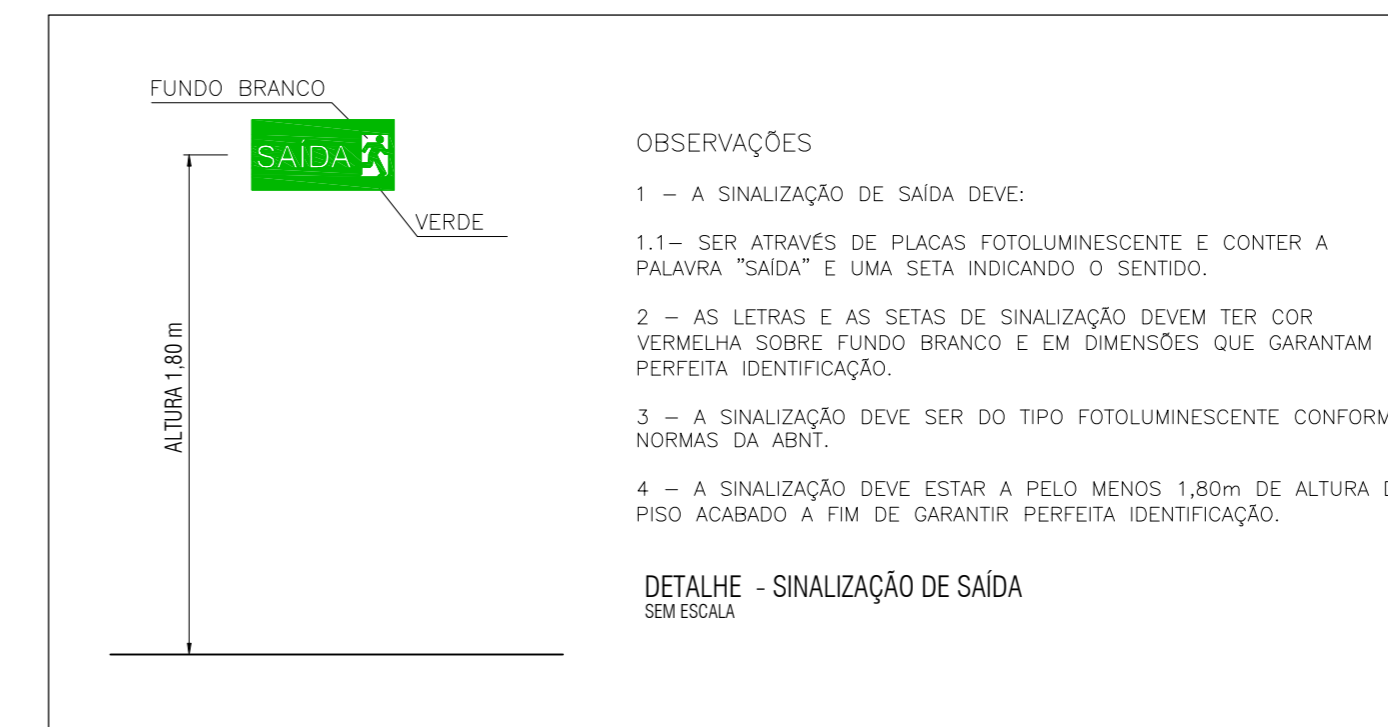 FUNDO BRANCO
SAÍDA
VERDE
ALTURA 1,80 m
OBSERVAÇÕES
1 – A SINALIZAÇÃO DE SAÍDA DEVE:
1.1– SER ATRAVÉS DE PLACAS FOTOLUMINESCENTE E CONTER A
PALAVRA "SAÍDA" E UMA SETA INDICANDO O SENTIDO.
2 – AS LETRAS E AS SETAS DE SINALIZAÇÃO DEVEM TER COR
VERMELHA SOBRE FUNDO BRANCO E EM DIMENSÕES QUE GARANTAM
PERFEITA IDENTIFICAÇÃO.
3 – A SINALIZAÇÃO DEVE SER DO TIPO FOTOLUMINESCENTE CONFORM
NORMAS DA ABNT.
4 – A SINALIZAÇÃO DEVE ESTAR A PELO MENOS 1,80m DE ALTURA
PISO ACABADO A FIM DE GARANTIR PERFEITA IDENTIFICAÇÃO.
DETALHE - SINALIZAÇÃO DE SAÍDA
SEM ESCALA